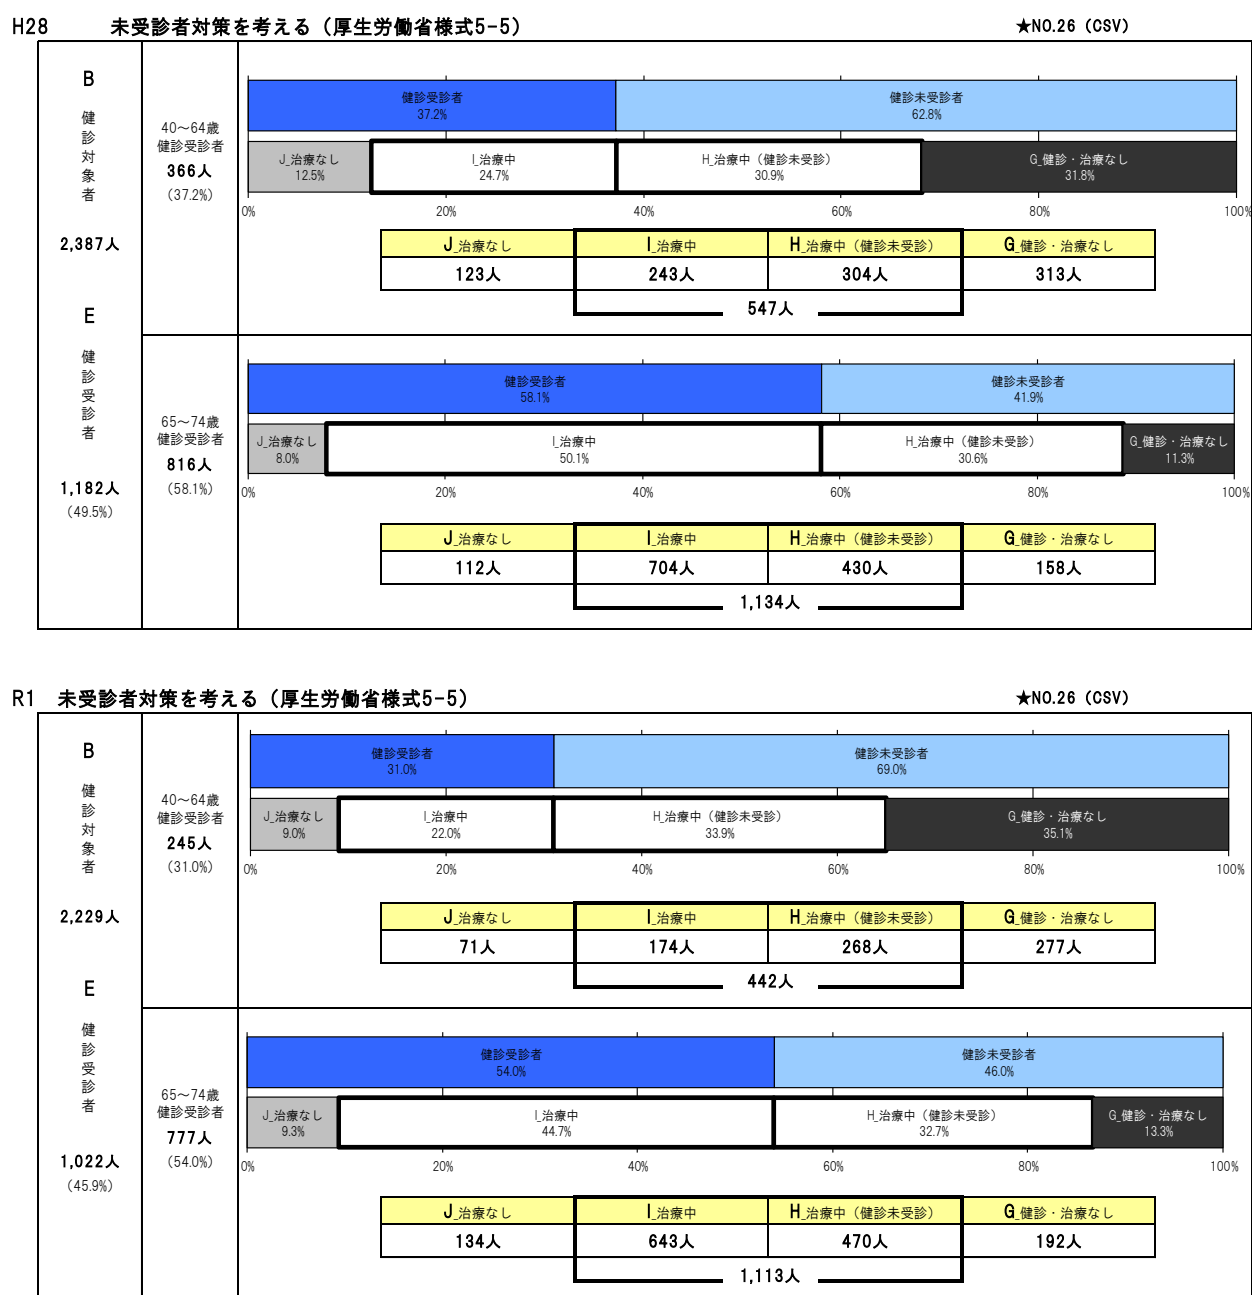 H28 未受診者対策を考える（厚生労働省様式5-5） ★NO.26（CSV）
B
健診対象者
2,387人
E
健診受診者
1,182人
(49.5%)
40～64歳
健診受診者
366人
(37.2%)
健診受診者
37.2%
健診未受診者
62.8%
J_治療なし
12.5%
I_治療中
24.7%
H_治療中（健診未受診）
30.9%
G_健診・治療なし
31.8%
0% 20% 40% 60% 80% 100%
J_治療なし I_治療中 H_治療中（健診未受診） G_健診・治療なし
123人 243人 304人 313人
547人
65～74歳
健診受診者
816人
(58.1%)
健診受診者
58.1%
健診未受診者
41.9%
J_治療なし
8.0%
I_治療中
50.1%
H_治療中（健診未受診）
30.6%
G_健診・治療なし
11.3%
0% 20% 40% 60% 80% 100%
J_治療なし I_治療中 H_治療中（健診未受診） G_健診・治療なし
112人 704人 430人 158人
1,134人
R1 未受診者対策を考える（厚生労働省様式5-5） ★NO.26（CSV）
B
健診対象者
2,229人
E
健診受診者
1,022人
(45.9%)
40～64歳
健診受診者
245人
(31.0%)
健診受診者
31.0%
健診未受診者
69.0%
J_治療なし
9.0%
I_治療中
22.0%
H_治療中（健診未受診）
33.9%
G_健診・治療なし
35.1%
0% 20% 40% 60% 80% 100%
J_治療なし I_治療中 H_治療中（健診未受診） G_健診・治療なし
71人 174人 268人 277人
442人
65～74歳
健診受診者
777人
(54.0%)
健診受診者
54.0%
健診未受診者
46.0%
J_治療なし
9.3%
I_治療中
44.7%
H_治療中（健診未受診）
32.7%
G_健診・治療なし
13.3%
0% 20% 40% 60% 80% 100%
J_治療なし I_治療中 H_治療中（健診未受診） G_健診・治療なし
134人 643人 470人 192人
1,113人